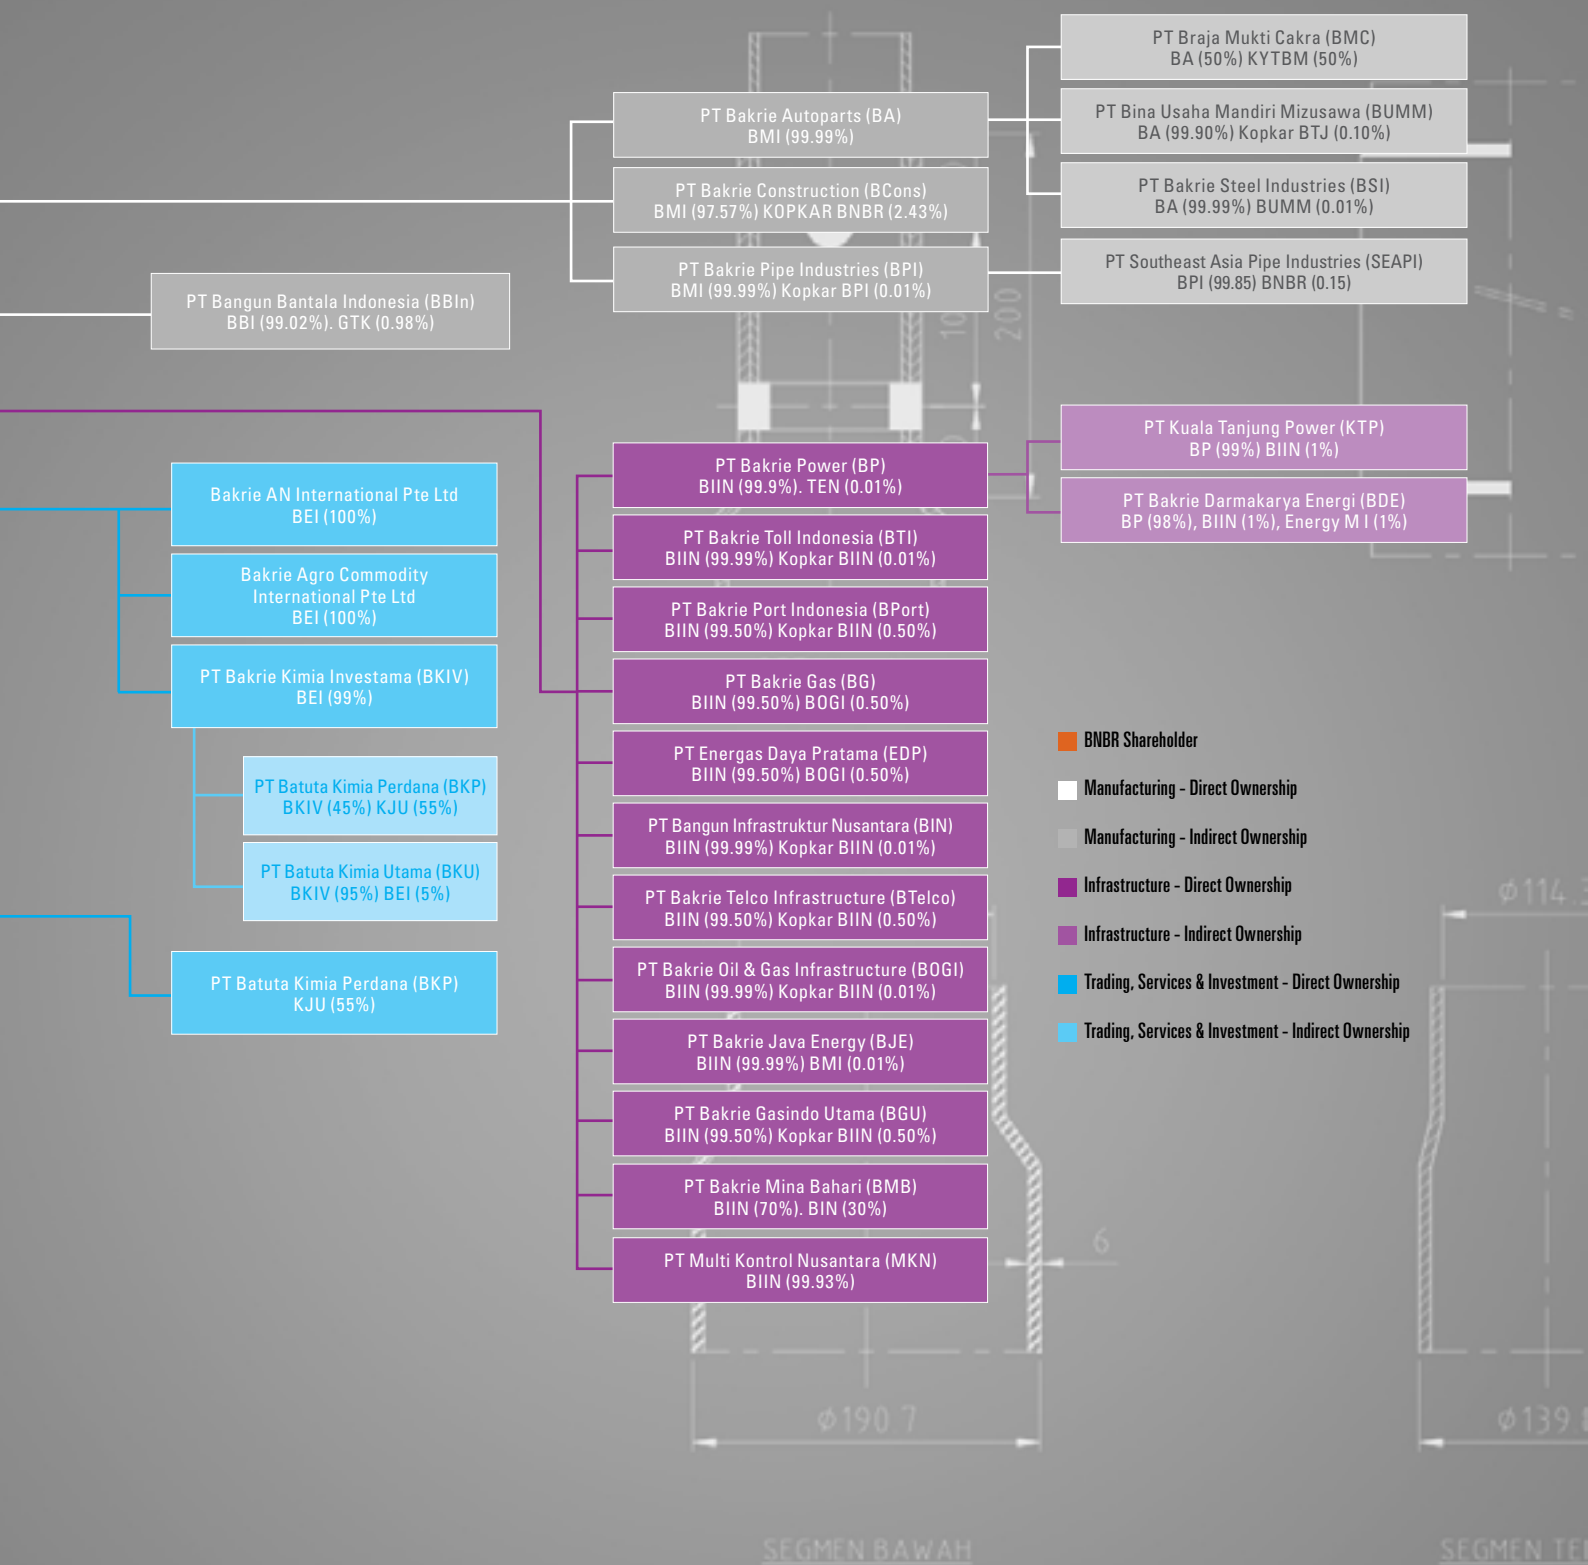 PT Braja Mukti Cakra (BMC)
BA (50%) KYTBM (50%)
PT Bakrie Autoparts (BA)
BMI (99.99%)
PT Bina Usaha Mandiri Mizusawa (BUMM)
BA (99.90%) Kopkar BTJ (0.10%)
PT Bakrie Construction (BCons)
BMI (97.57%) KOPKAR BNBR (2.43%)
PT Bakrie Steel Industries (BSI)
BA (99.99%) BUMM (0.01%)
PT Bakrie Pipe Industries (BPI)
BMI (99.99%) Kopkar BPI (0.01%)
PT Southeast Asia Pipe Industries (SEAPI)
BPI (99.85) BNBR (0.15)
PT Bangun Bantala Indonesia (BBIn)
BBI (99.02%). GTK (0.98%)
200
PT Kuala Tanjung Power (KTP)
BP (99%) BIIN (1%)
PT Bakrie Darmakarya Energi (BDE)
BP (98%), BIIN (1%), Energy M I (1%)
Bakrie AN International Pte Ltd
BEI (100%)
Bakrie Agro Commodity
International Pte Ltd
BEI (100%)
PT Bakrie Kimia Investama (BKIV)
BEI (99%)
PT Batuta Kimia Perdana (BKP)
BKIV (45%) KJU (55%)
PT Batuta Kimia Utama (BKU)
BKIV (95%) BEI (5%)
PT Batuta Kimia Perdana (BKP)
KJU (55%)
PT Bakrie Power (BP)
BIIN (99.9%). TEN (0.01%)
PT Bakrie Toll Indonesia (BTI)
BIIN (99.99%) Kopkar BIIN (0.01%)
PT Bakrie Port Indonesia (BPort)
BIIN (99.50%) Kopkar BIIN (0.50%)
PT Bakrie Gas (BG)
BIIN (99.50%) BOGI (0.50%)
PT Energas Daya Pratama (EDP)
BIIN (99.50%) BOGI (0.50%)
PT Bangun Infrastruktur Nusantara (BIN)
BIIN (99.99%) Kopkar BIIN (0.01%)
PT Bakrie Telco Infrastructure (BTelco)
BIIN (99.50%) Kopkar BIIN (0.50%)
PT Bakrie Oil & Gas Infrastructure (BOGI)
BIIN (99.99%) Kopkar BIIN (0.01%)
PT Bakrie Java Energy (BJE)
BIIN (99.99%) BMI (0.01%)
PT Bakrie Gasindo Utama (BGU)
BIIN (99.50%) Kopkar BIIN (0.50%)
PT Bakrie Mina Bahari (BMB)
BIIN (70%). BIN (30%)
PT Multi Kontrol Nusantara (MKN)
BIIN (99.93%)
BNBR Shareholder
Manufacturing - Direct Ownership
Manufacturing - Indirect Ownership
Infrastructure - Direct Ownership
Infrastructure - Indirect Ownership
Trading, Services & Investment - Direct Ownership
Trading, Services & Investment - Indirect Ownership
6
ϕ190.7
SEGMEN BAWAH
SEGMEN